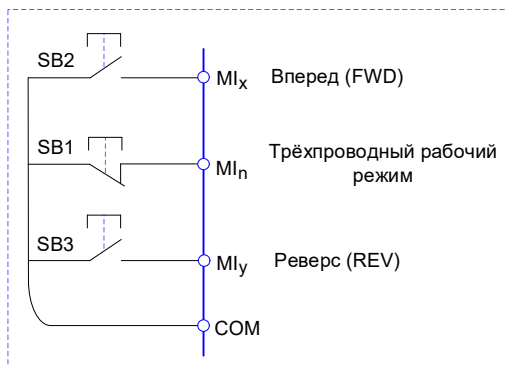 SB2
MIx
Вперед (FWD)
SB1
MIn
Трёхпроводный рабочий
режим
SB3
MIy
Реверс (REV)
COM